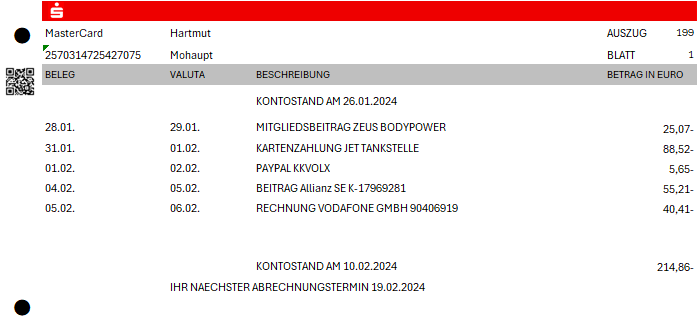 MasterCard Hartmut AUSZUG 199
2570314725427075 Mohaupt BLATT 1
BELEG VALUTA BESCHREIBUNG BETRAG IN EURO
KONTOSTAND AM 26.01.2024
28.01. 29.01. MITGLIEDSBEITRAG ZEUS BODYPOWER 25,07-
31.01. 01.02. KARTENZAHLUNG JET TANKSTELLE 88,52-
01.02. 02.02. PAYPAL KKVOLX 5,65-
04.02. 05.02. BEITRAG Allianz SE K-17969281 55,21-
05.02. 06.02. RECHNUNG VODAFONE GMBH 90406919 40,41-
KONTOSTAND AM 10.02.2024 214,86-
IHR NAECHSTER ABRECHNUNGSTERMIN 19.02.2024